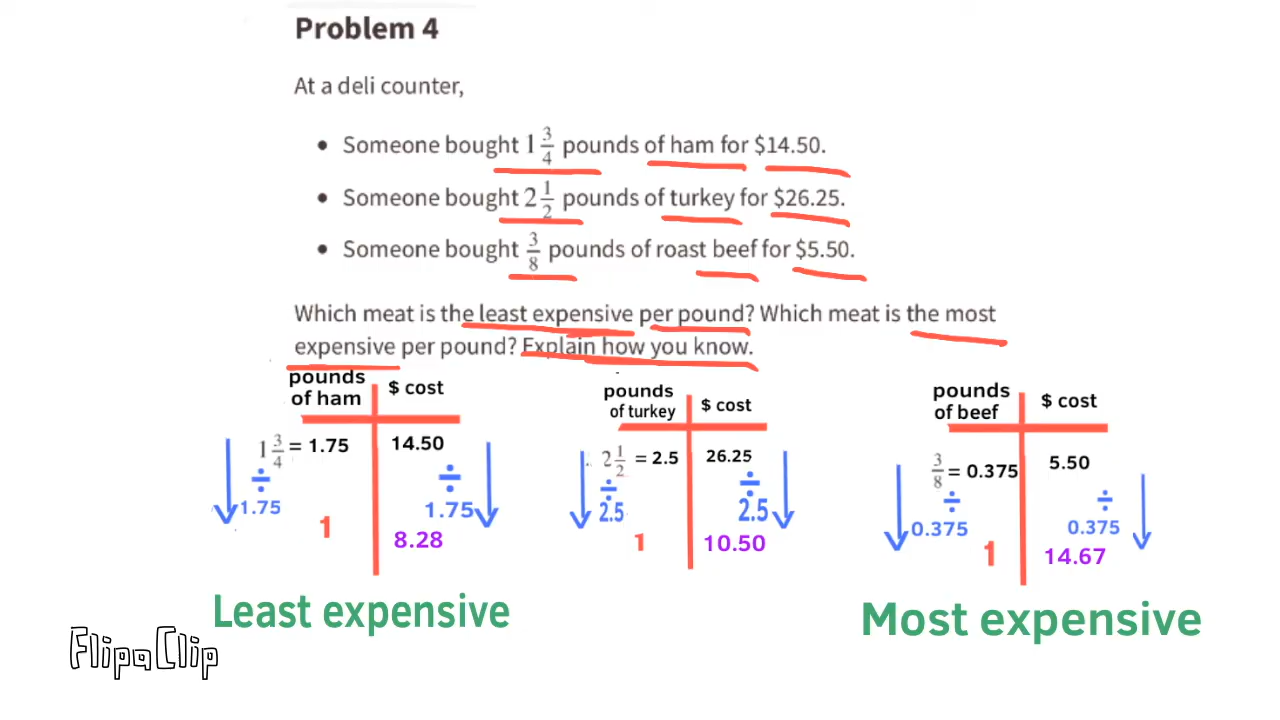 Problem 4
At a deli counter,
• Someone bought 1 3/4 pounds of ham for $14.50.
• Someone bought 2 1/2 pounds of turkey for $26.25.
• Someone bought 3/8 pounds of roast beef for $5.50.
Which meat is the least expensive per pound? Which meat is the most
expensive per pound? Explain how you know.
pounds
of ham
$ cost
1 3/4 = 1.75
14.50
÷
1.75
÷
1.75
1
8.28
Least expensive
pounds
of turkey
$ cost
2 1/2 = 2.5
26.25
÷
2.5
÷
2.5
1
10.50
pounds
of beef
$ cost
3/8 = 0.375
5.50
÷
0.375
÷
0.375
1
14.67
Most expensive
FlipaClip